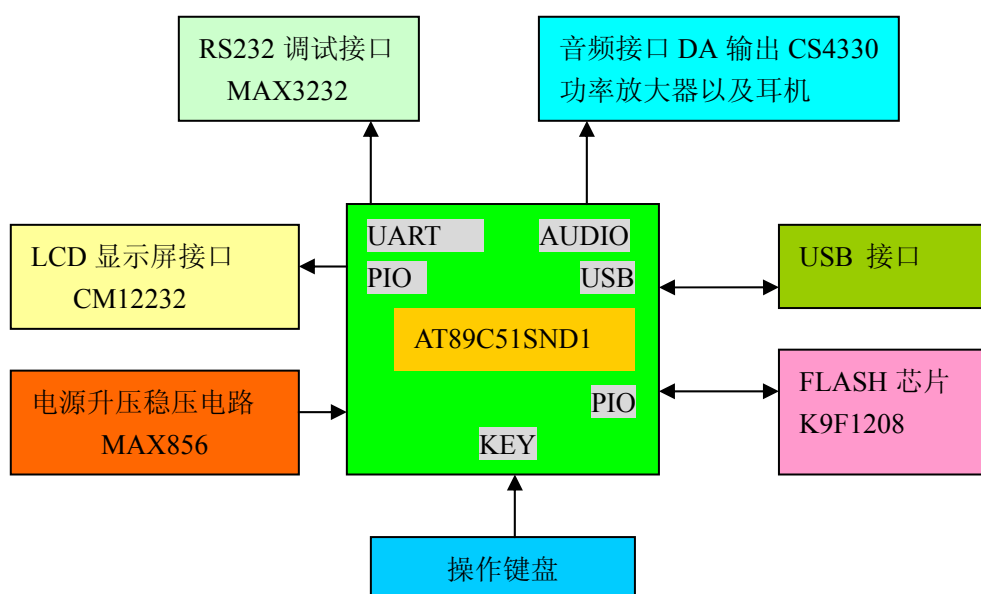 RS232 调试接口
MAX3232
音频接口 DA 输出 CS4330
功率放大器以及耳机
LCD 显示屏接口
CM12232
UART
AUDIO
PIO
USB
AT89C51SND1
PIO
KEY
USB 接口
电源升压稳压电路
MAX856
FLASH 芯片
K9F1208
操作键盘